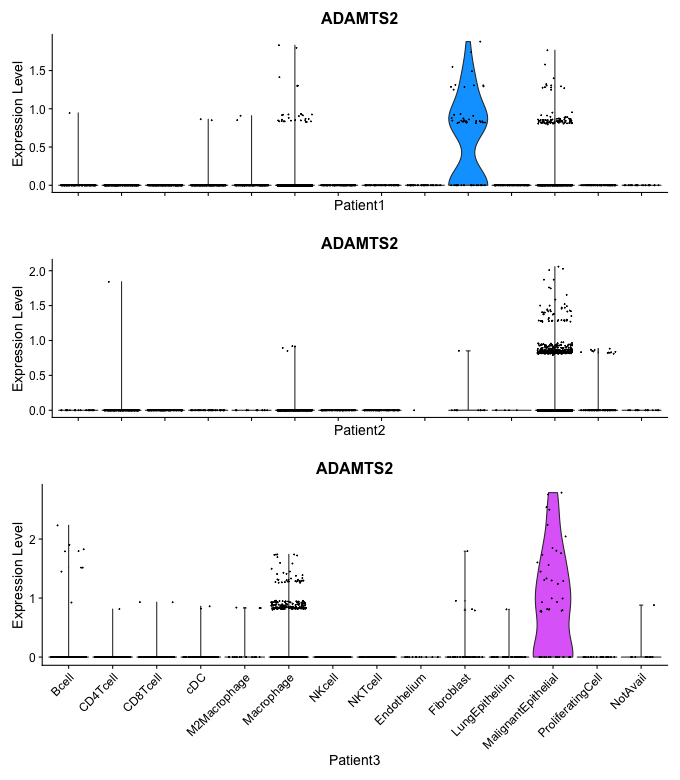 ADAMTS2
Expression Level
1.5
1.0
0.5
0.0
Patient1
ADAMTS2
Expression Level
2.0
1.5
1.0
0.5
0.0
Patient2
ADAMTS2
Expression Level
2
1
0
Bcell
CD4Tcell
CD8Tcell
cDC
M2Macrophage
Macrophage
NKcell
NKTcell
Endothelium
Fibroblast
LungEpithelium
MalignantEpithelial
ProliferatingCell
NotAvail
Patient3